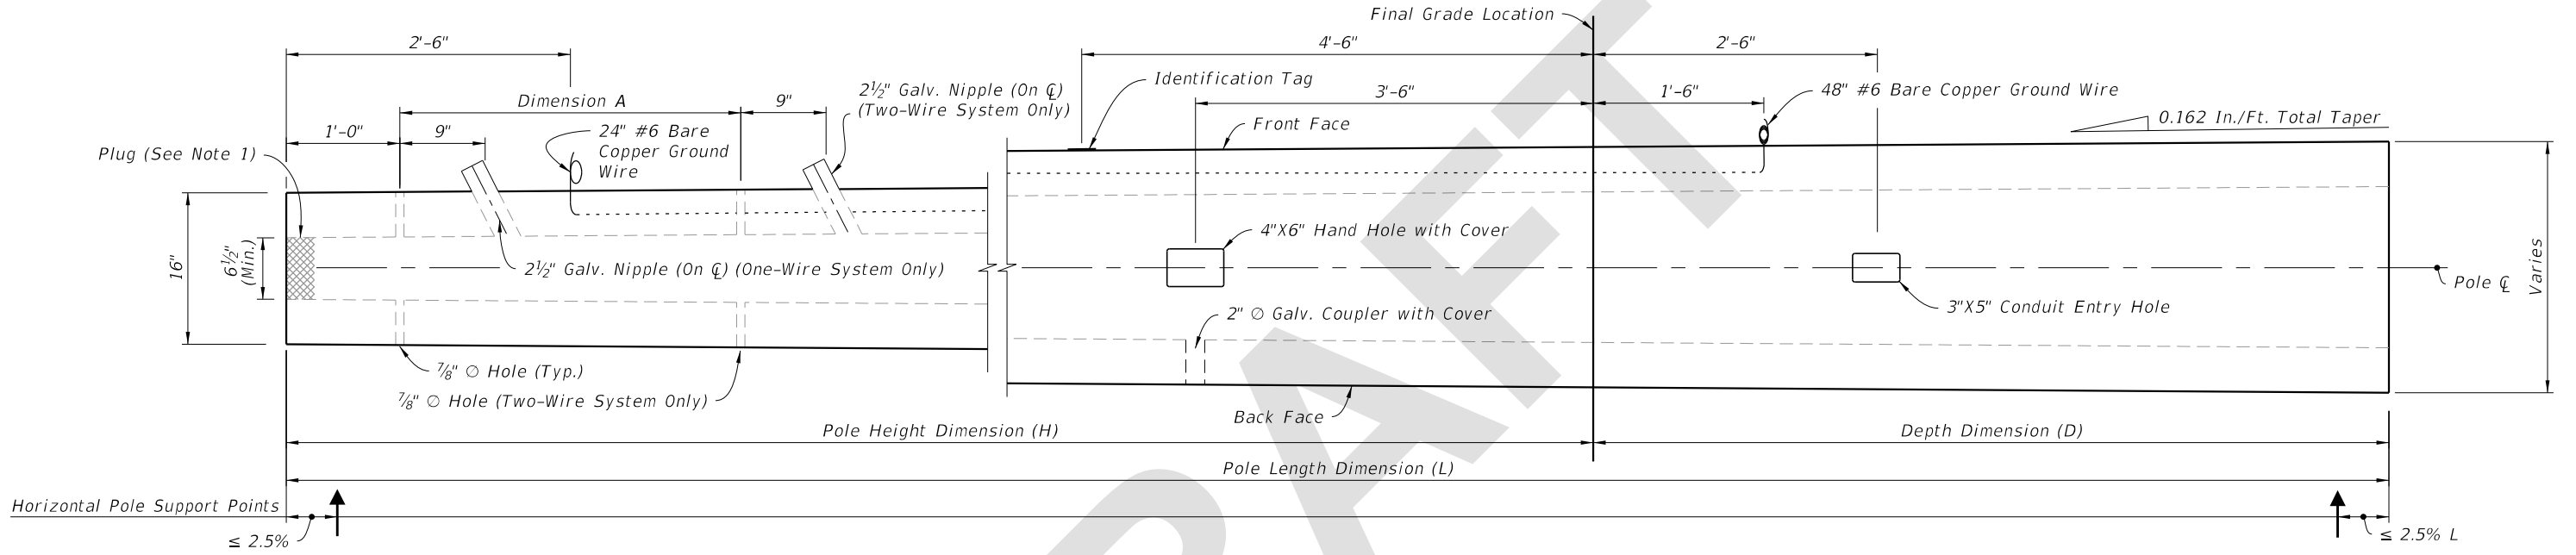 Final Grade Location
2'-6"
4'-6"
2'-6"
Identification Tag
2½" Galv. Nipple (On ℄)
(Two-Wire System Only)
48" #6 Bare Copper Ground Wire
Dimension A
9"
3'-6"
1'-6"
0.162 In./Ft. Total Taper
1'-0"
9"
24" #6 Bare
Copper Ground
Wire
Front Face
Plug (See Note 1)
4"X6" Hand Hole with Cover
16"
6½"
(Min.)
2½" Galv. Nipple (On ℄) (One-Wire System Only)
Varies
Pole ℄
3"X5" Conduit Entry Hole
2" ∅ Galv. Coupler with Cover
⅞" ∅ Hole (Typ.)
⅞" ∅ Hole (Two-Wire System Only)
Back Face
Pole Height Dimension (H)
Depth Dimension (D)
Pole Length Dimension (L)
Horizontal Pole Support Points
≤ 2.5%
≤ 2.5% L
RAFT